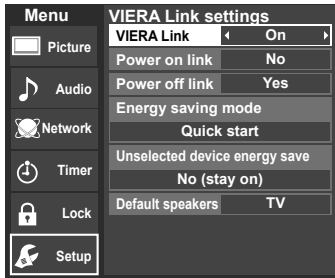 Menu
Picture
Audio
Network
Timer
Lock
Setup
VIERA Link settings
VIERA Link On
Power on link No
Power off link Yes
Energy saving mode
Quick start
Unselected device energy save
No (stay on)
Default speakers TV